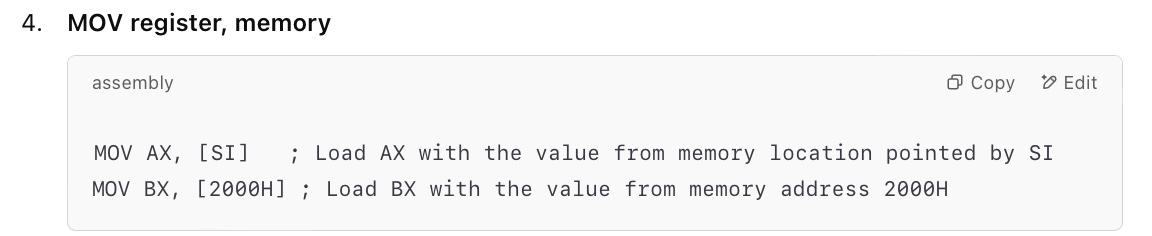 4. MOV register, memory
assembly Copy Edit
MOV AX, [SI]   ; Load AX with the value from memory location pointed by SI
MOV BX, [2000H] ; Load BX with the value from memory address 2000H